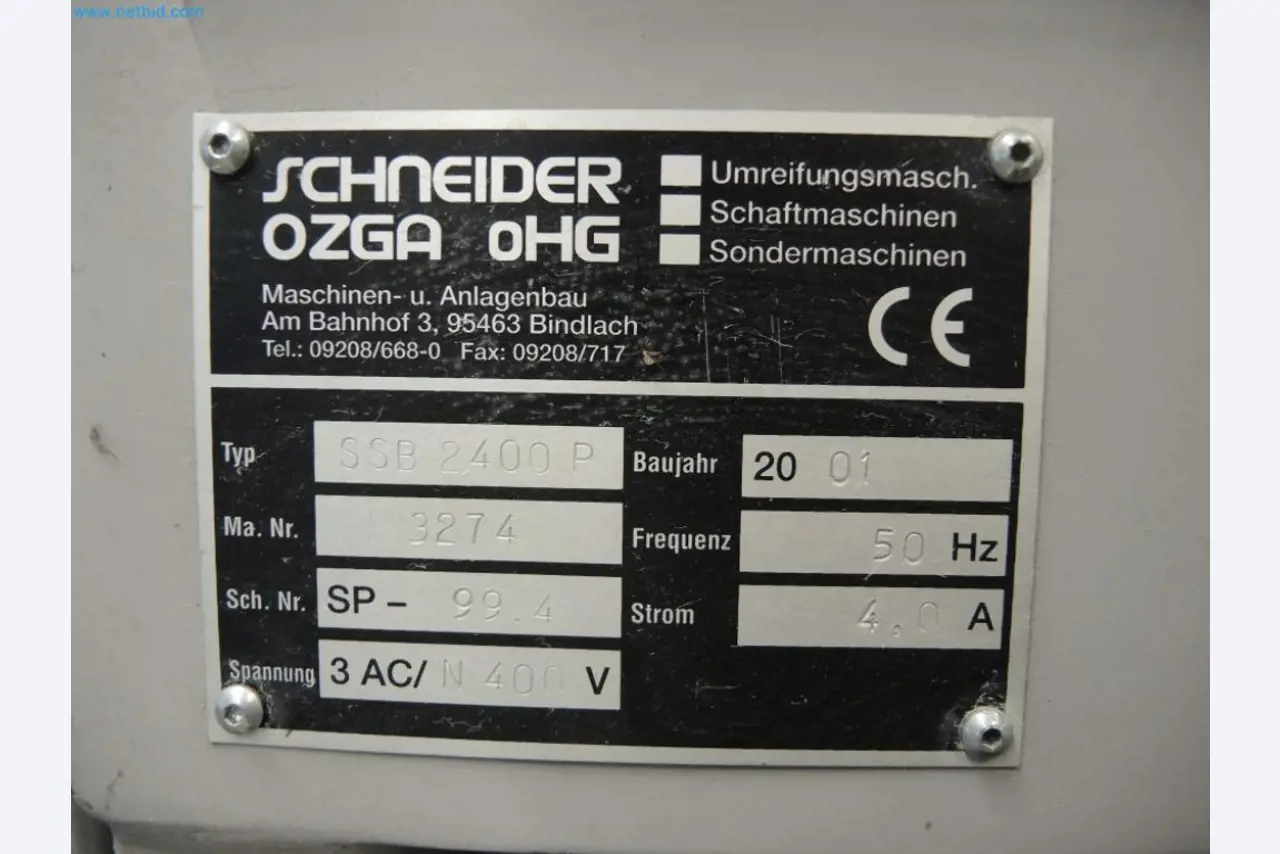 www.netbid.com
SCHNEIDER
OZGA oHG
Umreifungsmasch.
Schaftmaschinen
Sondermaschinen
Maschinen- u. Anlagenbau
Am Bahnhof 3, 95463 Bindlach
Tel.: 09208/668-0 Fax: 09208/717
CE
Typ SSB 2400 P
Baujahr 20 01
Ma. Nr. 3274
Frequenz 50 Hz
Sch. Nr. SP- 99.4
Strom 4,0 A
Spannung 3 AC/ N 400 V